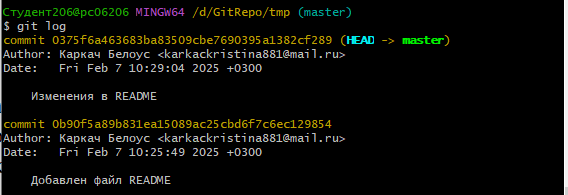 Студент206@pc06206 MINGW64 /d/GitRepo/tmp (master)
$ git log
commit 0375f6a463683ba83509cbe7690395a1382cf289 (HEAD -> master)
Author: Каркач Белоус <karkackristina881@mail.ru>
Date:   Fri Feb 7 10:29:04 2025 +0300
    Изменения в README
commit 0b90f5a89b831ea15089ac25cbd6f7c6ec129854
Author: Каркач Белоус <karkackristina881@mail.ru>
Date:   Fri Feb 7 10:25:49 2025 +0300
    Добавлен файл README